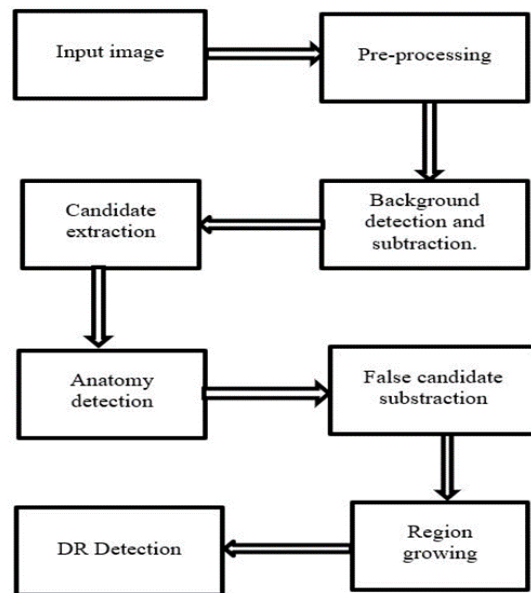 Input image
Pre-processing
Background
detection and
subtraction.
Candidate
extraction
Anatomy
detection
False candidate
substraction
Region
growing
DR Detection